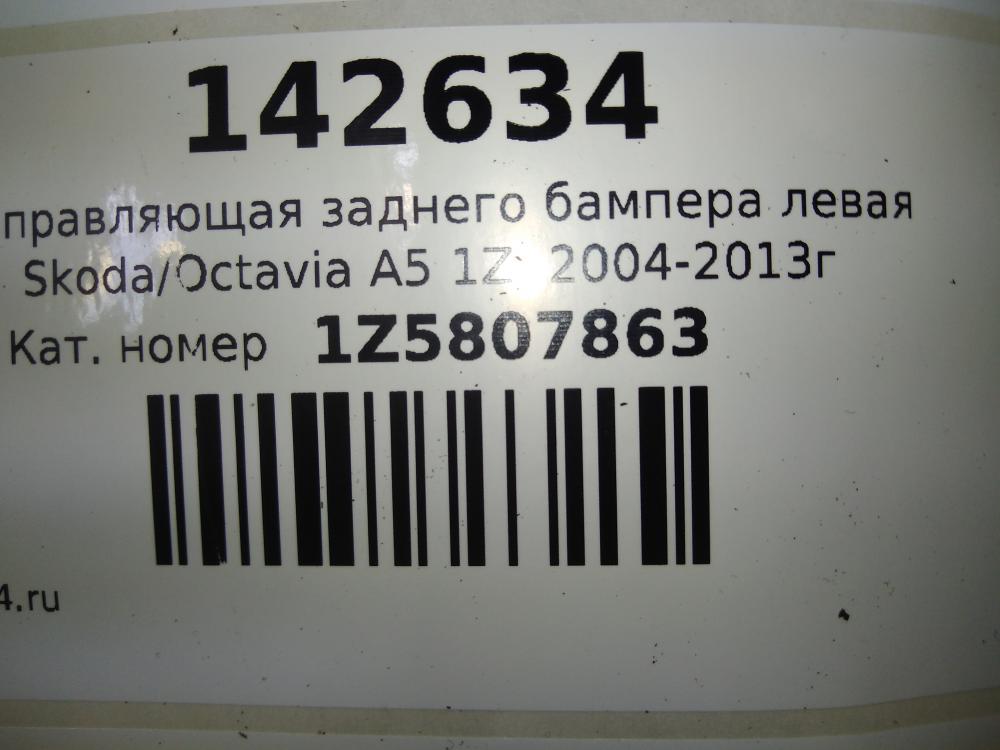 142634
правляющая заднего бампера левая
Skoda/Octavia A5 1Z 2004-2013г
Кат. номер 1Z5807863
4.ru